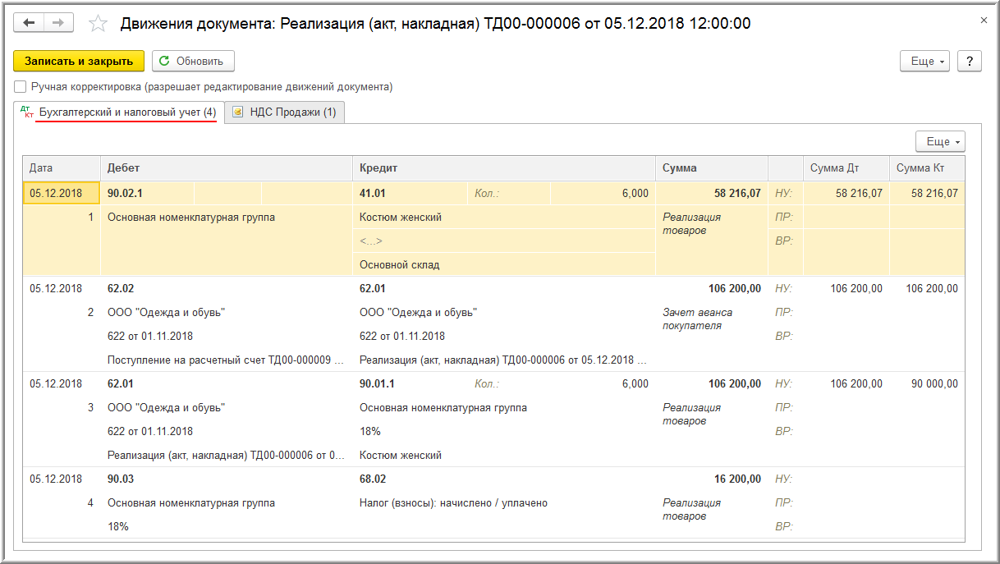 Движения документа: Реализация (акт, накладная) ТД00-000006 от 05.12.2018 12:00:00
Записать и закрыть Обновить Еще ?
Ручная корректировка (разрешает редактирование движений документа)
Дт Кт Бухгалтерский и налоговый учет (4) НДС Продажи (1)
Еще
Дата Дебет Кредит Сумма Сумма Дт Сумма Кт
05.12.2018 90.02.1 41.01 Кол.: 6,000 58 216,07 НУ: 58 216,07 58 216,07
1 Основная номенклатурная группа Костюм женский Реализация товаров ПР:
<...> ВР:
Основной склад
05.12.2018 62.02 62.01 106 200,00 НУ: 106 200,00 106 200,00
2 ООО "Одежда и обувь" ООО "Одежда и обувь" Зачет аванса покупателя ПР:
622 от 01.11.2018 622 от 01.11.2018 ВР:
Поступление на расчетный счет ТД00-000009 ... Реализация (акт, накладная) ТД00-000006 от 05.12.2018 ...
05.12.2018 62.01 90.01.1 Кол.: 6,000 106 200,00 НУ: 106 200,00 90 000,00
3 ООО "Одежда и обувь" Основная номенклатурная группа Реализация товаров ПР:
622 от 01.11.2018 18% ВР:
Реализация (акт, накладная) ТД00-000006 от 0... Костюм женский
05.12.2018 90.03 68.02 16 200,00 НУ:
4 Основная номенклатурная группа Налог (взносы): начислено / уплачено Реализация товаров ПР:
18% ВР: